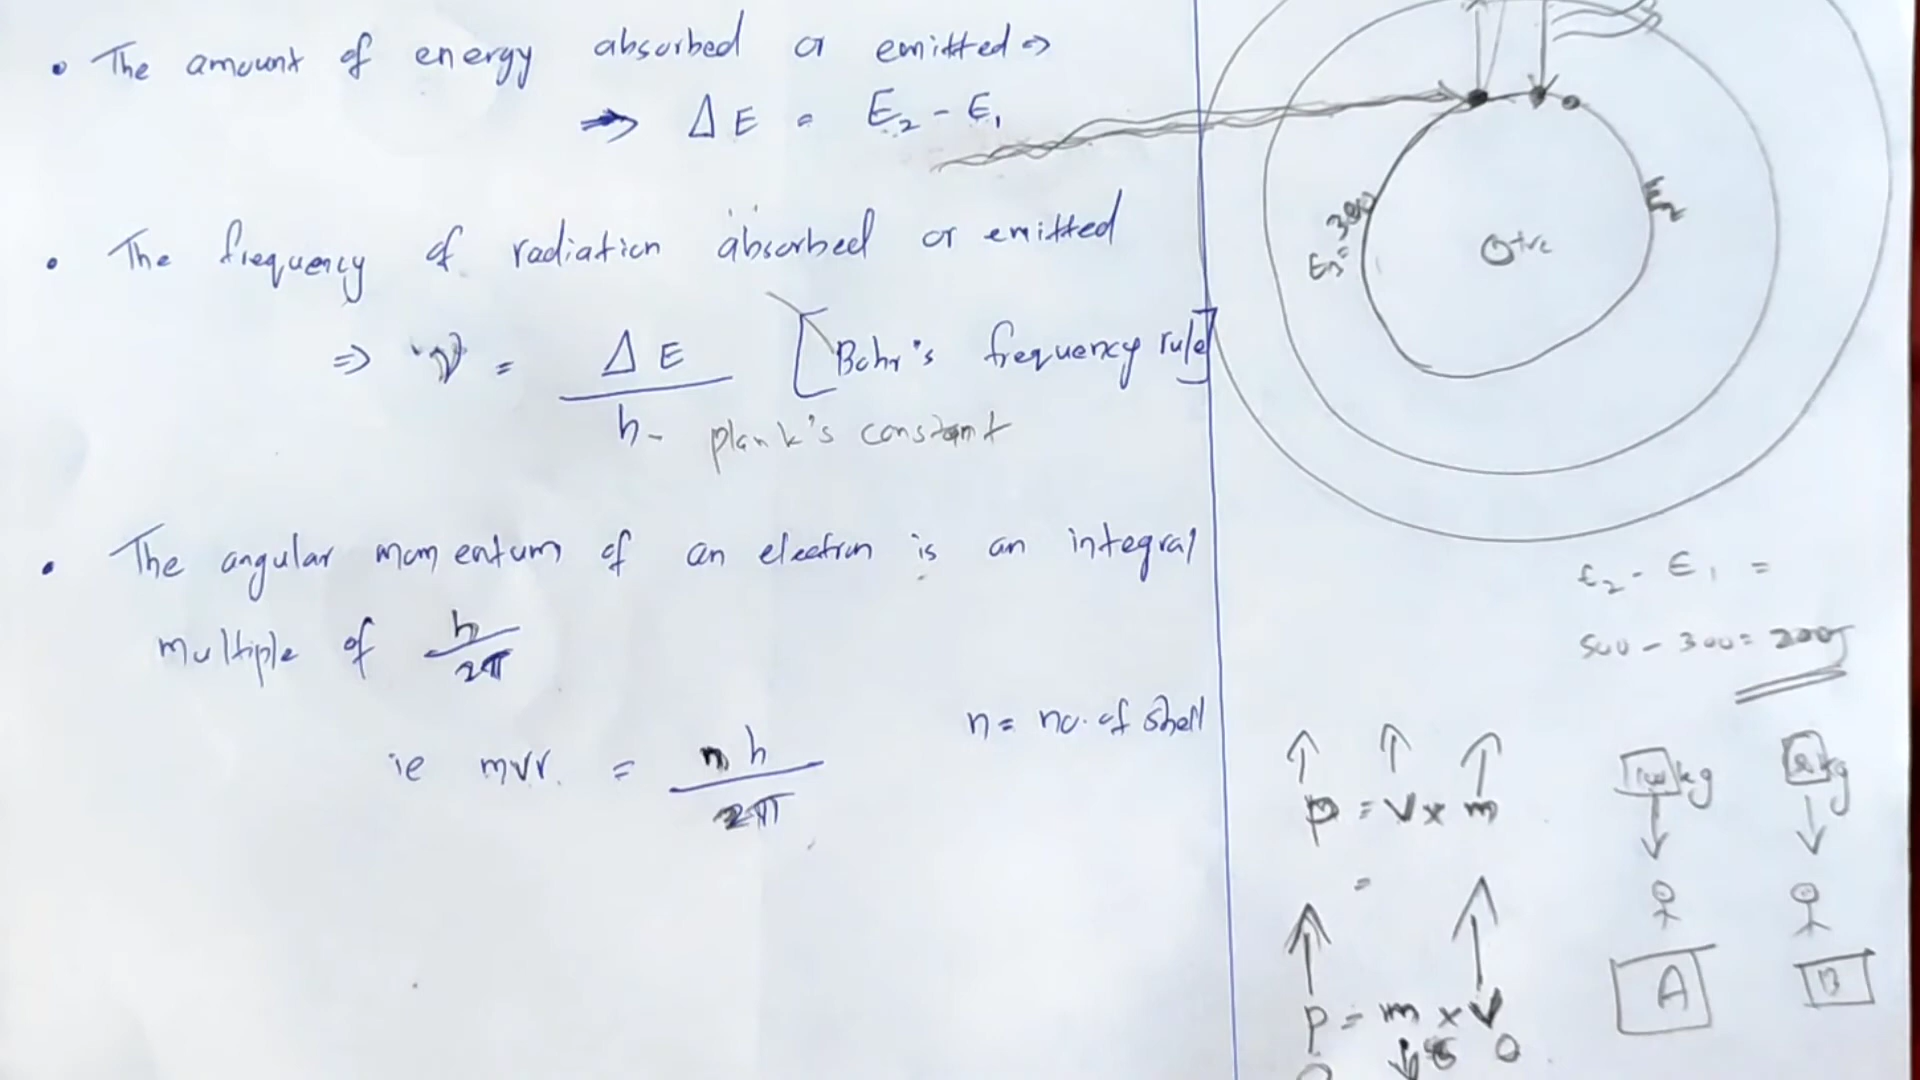 • The amount of energy absorbed or emitted ⇒
⇒ ΔE = E₂ - E₁
• The frequency of radiation absorbed or emitted
⇒ ν = ΔE / h [Bohr's frequency rule]
h - plank's constant
• The angular momentum of an electron is an integral
multiple of h / 2π
n = no. of shell
ie mvr. = nh / 2π
+ve
E₂
E₂ - E₁ =
500 - 300 = 200J
↑ ↑ ↑
p = v x m
=
↑ ↑
p = m x v
kg
kg
A
B